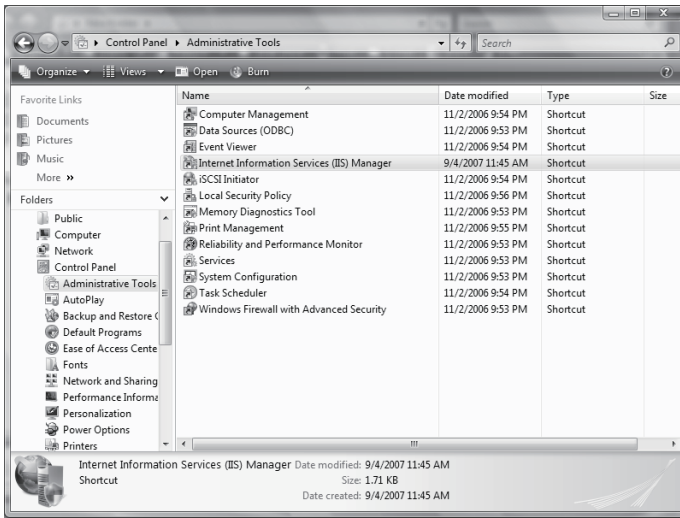 Control Panel ▸ Administrative Tools
Search
Organize
Views
Open
Burn
Favorite Links
Documents
Pictures
Music
More »
Folders
Public
Computer
Network
Control Panel
Administrative Tools
AutoPlay
Backup and Restore
Default Programs
Ease of Access Cente
Fonts
Network and Sharing
Performance Informa
Personalization
Power Options
Printers
Name Date modified Type Size
Computer Management 11/2/2006 9:54 PM Shortcut
Data Sources (ODBC) 11/2/2006 9:53 PM Shortcut
Event Viewer 11/2/2006 9:54 PM Shortcut
Internet Information Services (IIS) Manager 9/4/2007 11:45 AM Shortcut
iSCSI Initiator 11/2/2006 9:54 PM Shortcut
Local Security Policy 11/2/2006 9:56 PM Shortcut
Memory Diagnostics Tool 11/2/2006 9:53 PM Shortcut
Print Management 11/2/2006 9:55 PM Shortcut
Reliability and Performance Monitor 11/2/2006 9:53 PM Shortcut
Services 11/2/2006 9:53 PM Shortcut
System Configuration 11/2/2006 9:53 PM Shortcut
Task Scheduler 11/2/2006 9:54 PM Shortcut
Windows Firewall with Advanced Security 11/2/2006 9:53 PM Shortcut
Internet Information Services (IIS) Manager Date modified: 9/4/2007 11:45 AM
Shortcut Size: 1.71 KB
Date created: 9/4/2007 11:45 AM